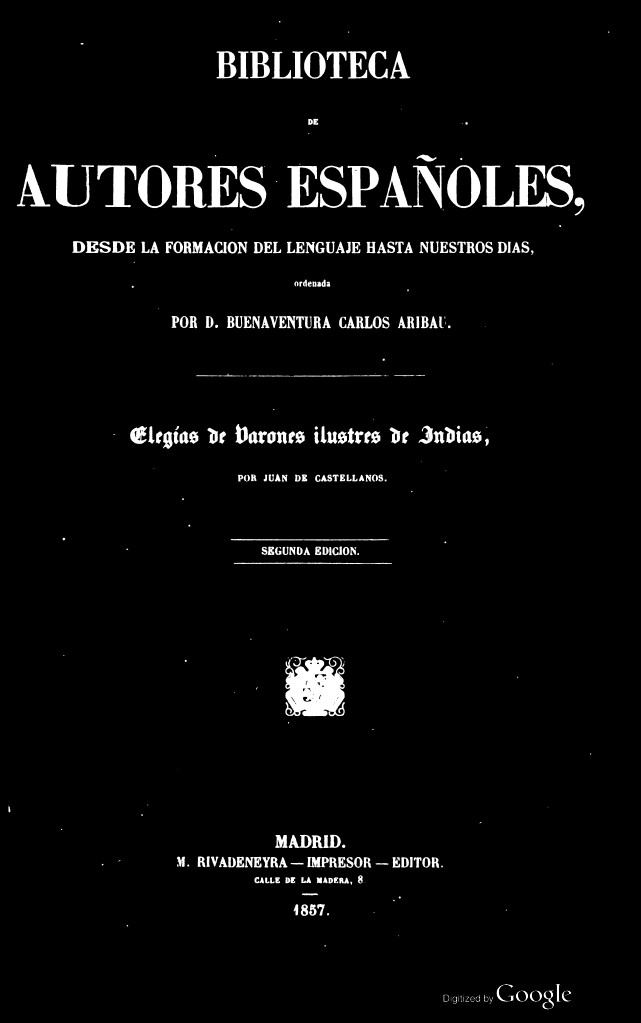 BIBLIOTECA
DE
AUTORES ESPAÑOLES,
DESDE LA FORMACION DEL LENGUAJE HASTA NUESTROS DIAS,
ordenada
POR D. BUENAVENTURA CARLOS ARIBAU.
Elegías de Varones ilustres de Indias,
POR JUAN DE CASTELLANOS.
SEGUNDA EDICION.
MADRID.
M. RIVADENEYRA — IMPRESOR — EDITOR.
CALLE DE LA MADERA, 8
1857.
Digitized by Google